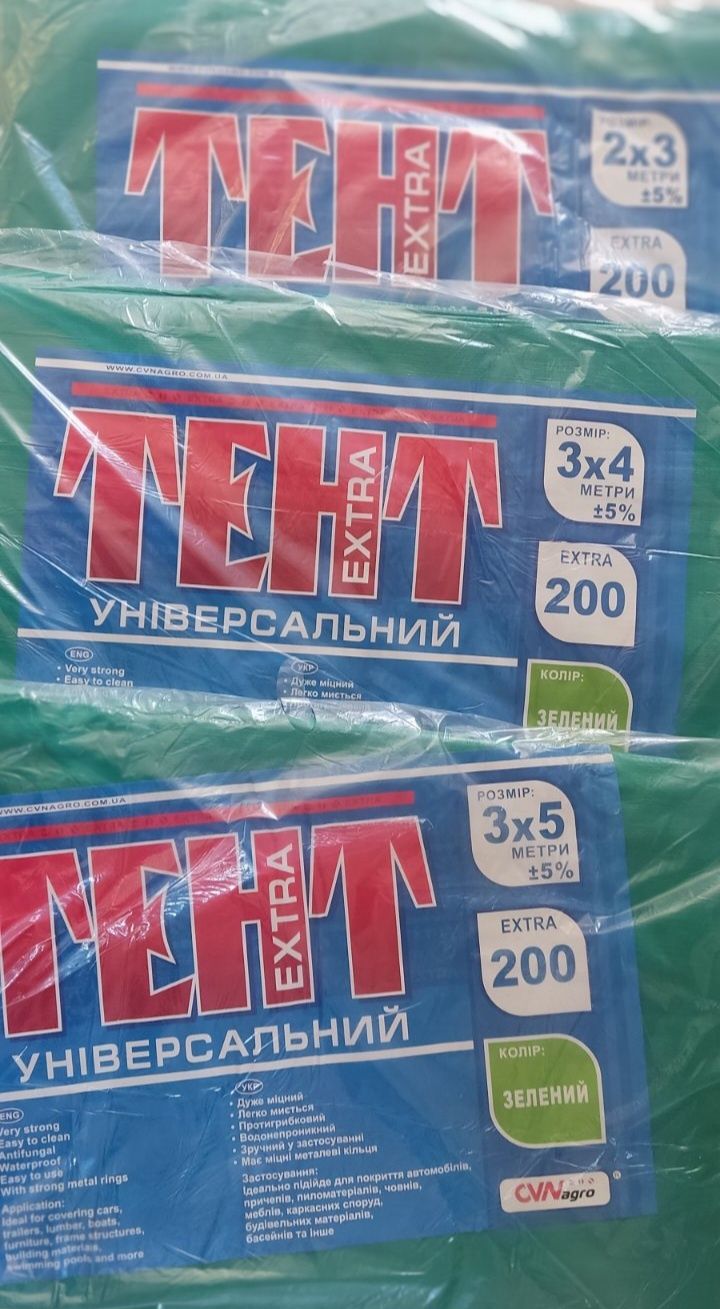 ТЕНТ
EXTRA
РОЗМІР:
2x3
МЕТРИ
±5%
EXTRA
200
WWW.CVNAGRO.COM.UA
ТЕНТ
EXTRA
УНІВЕРСАЛЬНИЙ
РОЗМІР:
3x4
МЕТРИ
±5%
EXTRA
200
КОЛІР:
ЗЕЛЕНИЙ
ENG
• Very strong
• Easy to clean
УКР
• Дуже міцний
• Легко миється
WWW.CVNAGRO.COM.UA
ТЕНТ
EXTRA
УНІВЕРСАЛЬНИЙ
РОЗМІР:
3x5
МЕТРИ
±5%
EXTRA
200
КОЛІР:
ЗЕЛЕНИЙ
ENG
Very strong
Easy to clean
Antifungal
Waterproof
Easy to use
With strong metal rings
Application:
Ideal for covering cars,
trailers, lumber, boats,
furniture, frame structures,
building materials,
swimming pools and more
УКР
• Дуже міцний
• Легко миється
• Протигрибковий
• Водонепроникний
• Зручний у застосуванні
• Має міцні металеві кільця
Застосування:
Ідеально підійде для покриття автомобілів,
причепів, пиломатеріалів, човнів,
меблів, каркасних споруд,
будівельних матеріалів,
басейнів та інше
CVNagro